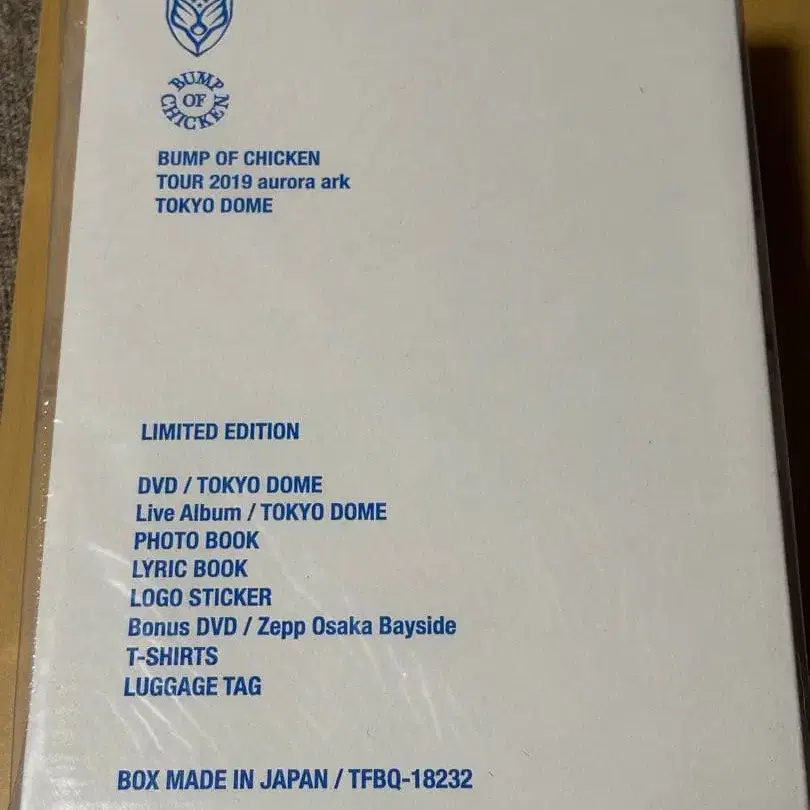 BUMP
OF
CHICKEN
BUMP OF CHICKEN
TOUR 2019 aurora ark
TOKYO DOME
LIMITED EDITION
DVD / TOKYO DOME
Live Album / TOKYO DOME
PHOTO BOOK
LYRIC BOOK
LOGO STICKER
Bonus DVD / Zepp Osaka Bayside
T-SHIRTS
LUGGAGE TAG
BOX MADE IN JAPAN / TFBQ-18232